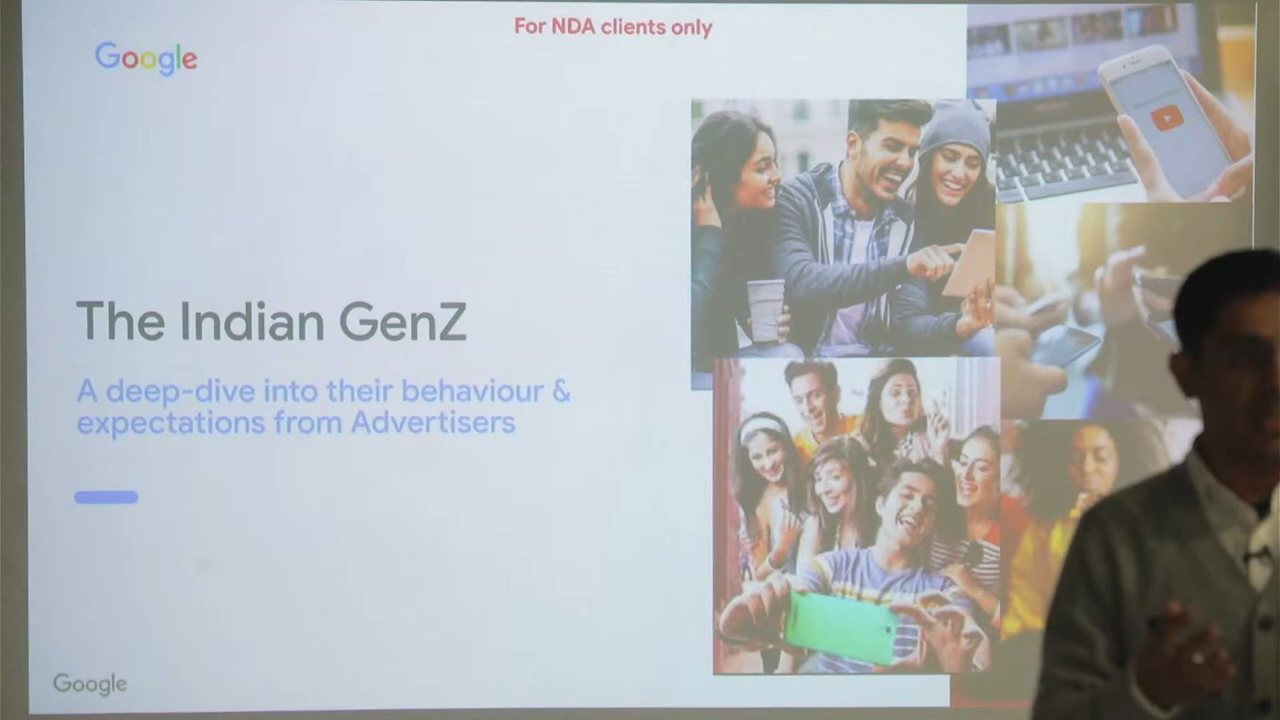 For NDA clients only
Google
The Indian GenZ
A deep-dive into their behaviour &
expectations from Advertisers
Google